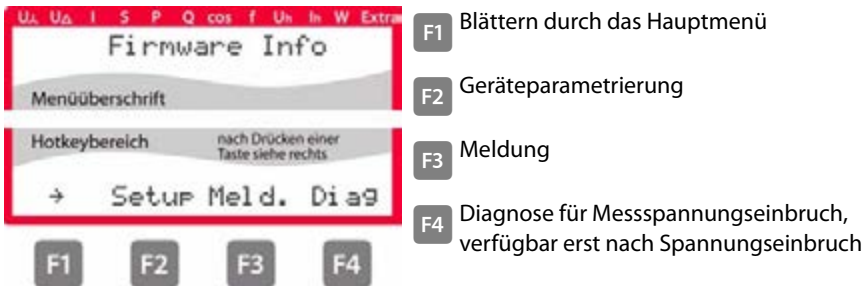 U⅄ U∆ I S P Q cos f Uh Ih W Extra
Firmware Info
Menüüberschrift
Hotkeybereich
nach Drücken einer
Taste siehe rechts
→ Setup Meld. Diag
F1 F2 F3 F4
F1 Blättern durch das Hauptmenü
F2 Geräteparametrierung
F3 Meldung
F4 Diagnose für Messspannungseinbruch,
verfügbar erst nach Spannungseinbruch